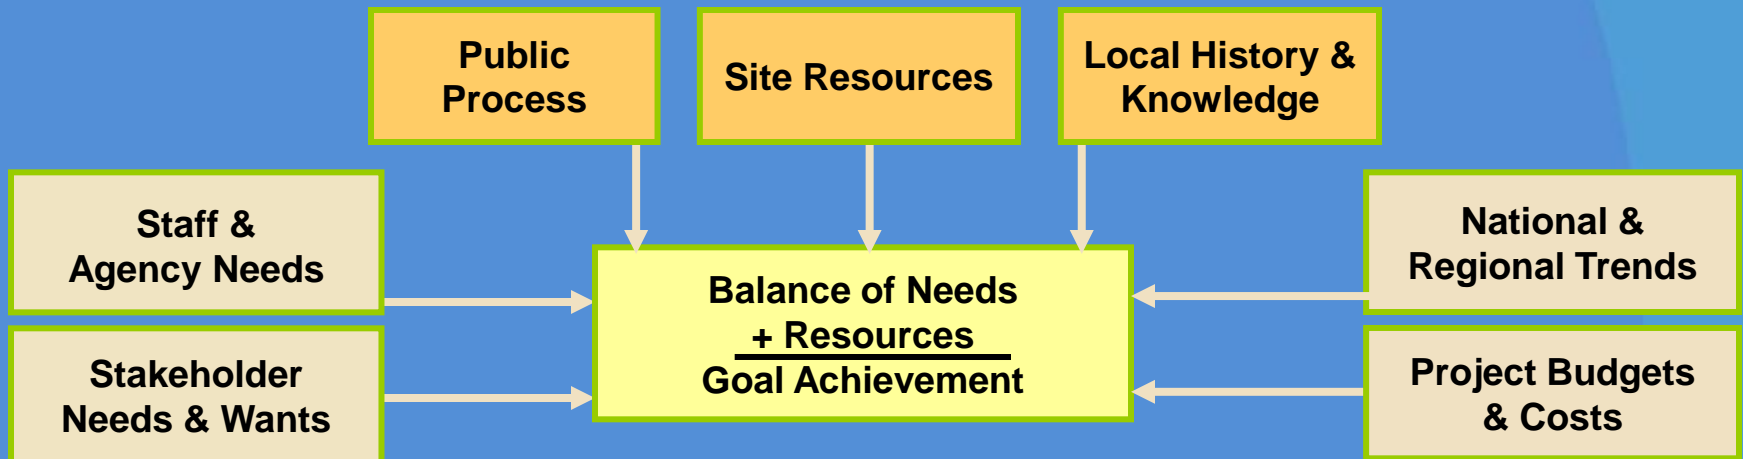 Public
Process
Site Resources
Local History &
Knowledge
Staff &
Agency Needs
National &
Regional Trends
Balance of Needs
+ Resources
Goal Achievement
Stakeholder
Needs & Wants
Project Budgets
& Costs